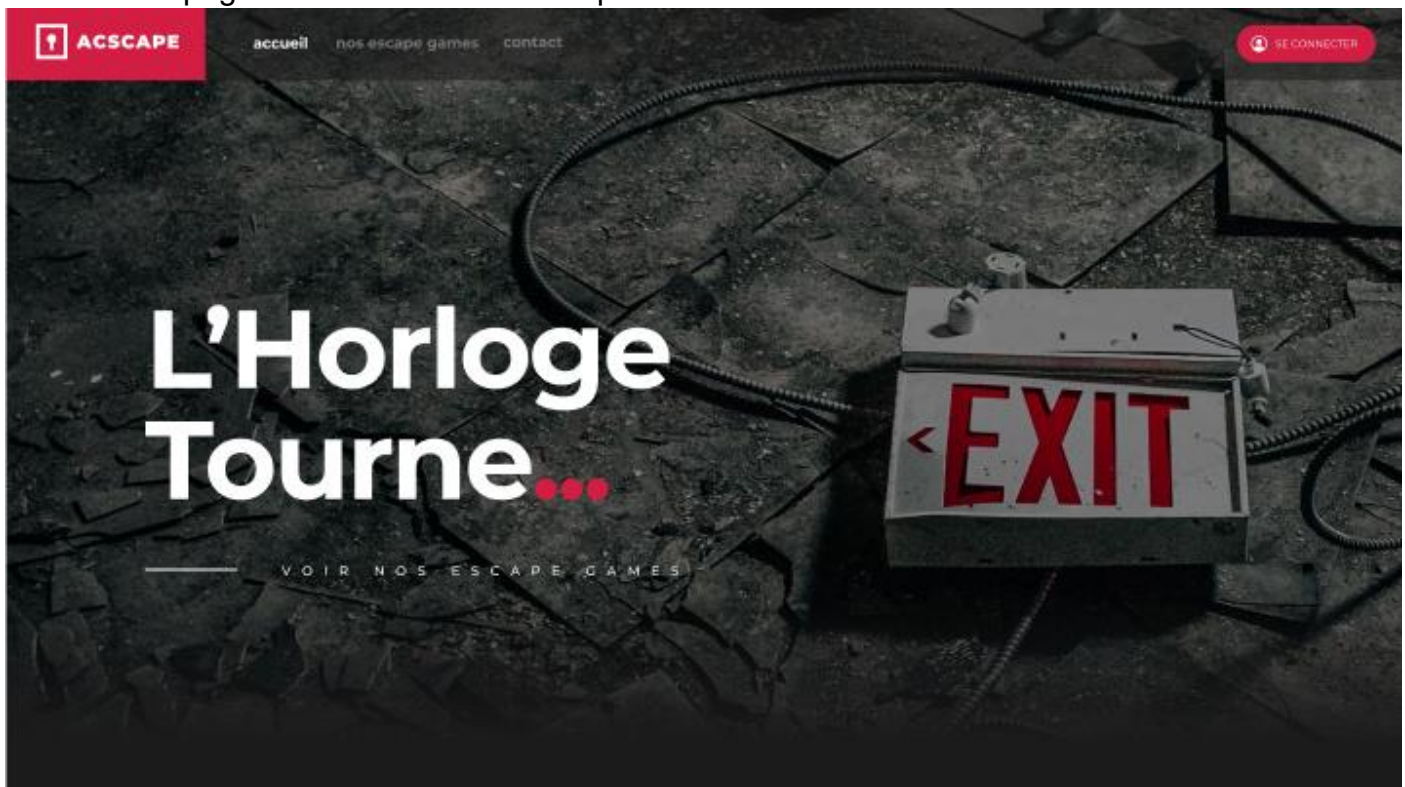 ACSCAPE
accueil nos escape games contact
SE CONNECTER
L'Horloge
Tourne...
VOIR NOS ESCAPE GAMES
< EXIT